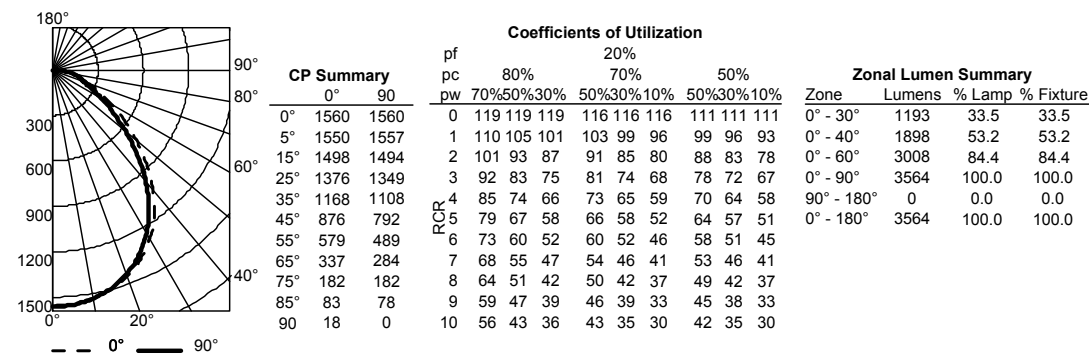 180°
90°
80°
60°
40°
300
600
900
1200
1500
0° 20°
0° 90°
CP Summary
0° 90
0° 1560 1560
5° 1550 1557
15° 1498 1494
25° 1376 1349
35° 1168 1108
45° 876 792
55° 579 489
65° 337 284
75° 182 182
85° 83 78
90 18 0
Coefficients of Utilization
pf 20%
pc 80% 70% 50%
pw 70%50%30% 50%30%10% 50%30%10%
RCR
0 119 119 119 116 116 116 111 111 111
1 110 105 101 103 99 96 99 96 93
2 101 93 87 91 85 80 88 83 78
3 92 83 75 81 74 68 78 72 67
4 85 74 66 73 65 59 70 64 58
5 79 67 58 66 58 52 64 57 51
6 73 60 52 60 52 46 58 51 45
7 68 55 47 54 46 41 53 46 41
8 64 51 42 50 42 37 49 42 37
9 59 47 39 46 39 33 45 38 33
10 56 43 36 43 35 30 42 35 30
Zonal Lumen Summary
Zone Lumens % Lamp % Fixture
0° - 30° 1193 33.5 33.5
0° - 40° 1898 53.2 53.2
0° - 60° 3008 84.4 84.4
0° - 90° 3564 100.0 100.0
90° - 180° 0 0.0 0.0
0° - 180° 3564 100.0 100.0